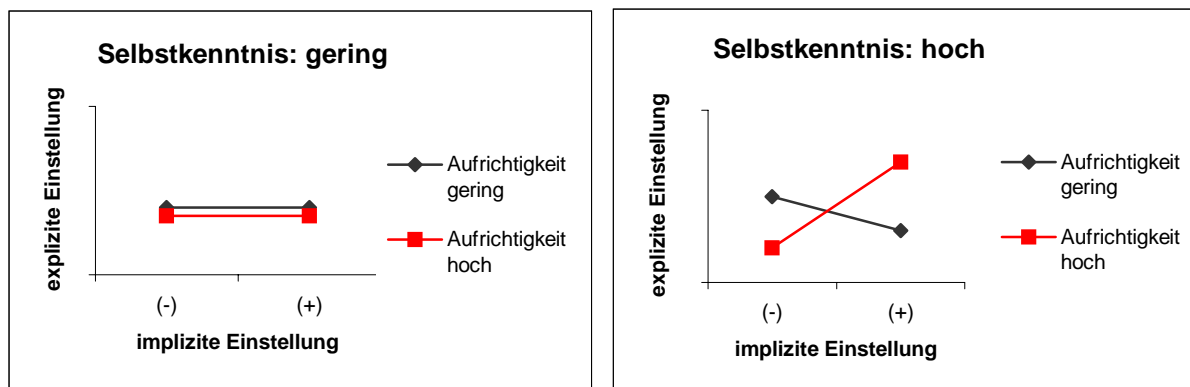 Selbstkenntnis: gering
explizite Einstellung
Aufrichtigkeit
gering
Aufrichtigkeit
hoch
(-) (+)
implizite Einstellung
Selbstkenntnis: hoch
explizite Einstellung
Aufrichtigkeit
gering
Aufrichtigkeit
hoch
(-) (+)
implizite Einstellung